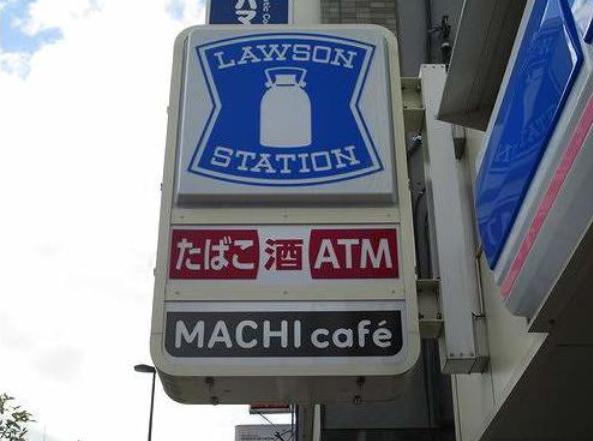 LAWSON
STATION
たばこ 酒 ATM
MACHI café